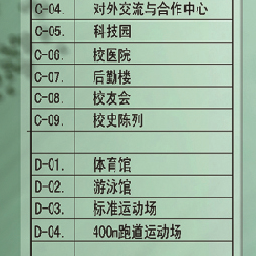 C-04. 对外交流与合作中心
C-05. 科技园
C-06. 校医院
C-07. 后勤楼
C-08. 校友会
C-09. 校史陈列
D-01. 体育馆
D-02. 游泳馆
D-03. 标准运动场
D-04. 400m跑道运动场